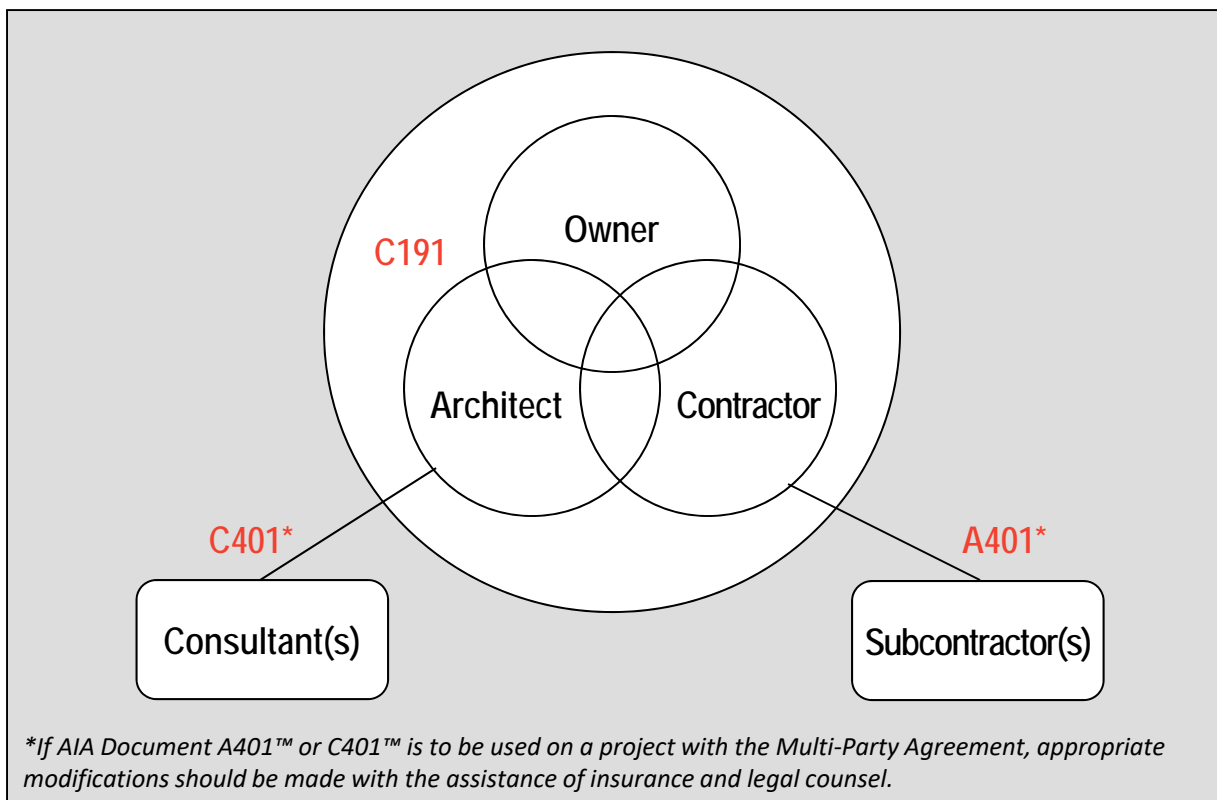 Owner
C191
Architect
Contractor
C401*
A401*
Consultant(s)
Subcontractor(s)
*If AIA Document A401™ or C401™ is to be used on a project with the Multi-Party Agreement, appropriate
modifications should be made with the assistance of insurance and legal counsel.